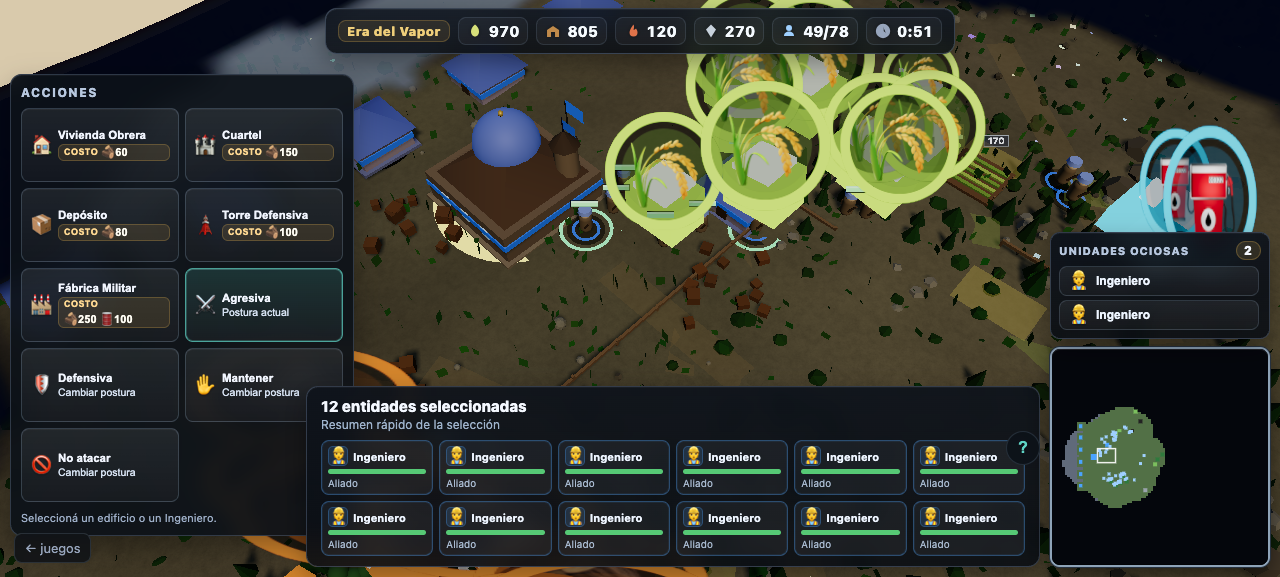 Era del Vapor
970
805
120
270
49/78
0:51
ACCIONES
Vivienda Obrera
COSTO 60
Cuartel
COSTO 150
Depósito
COSTO 80
Torre Defensiva
COSTO 100
Fábrica Militar
COSTO
250 100
Agresiva
Postura actual
Defensiva
Cambiar postura
Mantener
Cambiar postura
No atacar
Cambiar postura
Seleccioná un edificio o un Ingeniero.
← juegos
170
UNIDADES OCIOSAS
2
Ingeniero
Ingeniero
12 entidades seleccionadas
Resumen rápido de la selección
?
Ingeniero
Aliado
Ingeniero
Aliado
Ingeniero
Aliado
Ingeniero
Aliado
Ingeniero
Aliado
Ingeniero
Aliado
Ingeniero
Aliado
Ingeniero
Aliado
Ingeniero
Aliado
Ingeniero
Aliado
Ingeniero
Aliado
Ingeniero
Aliado